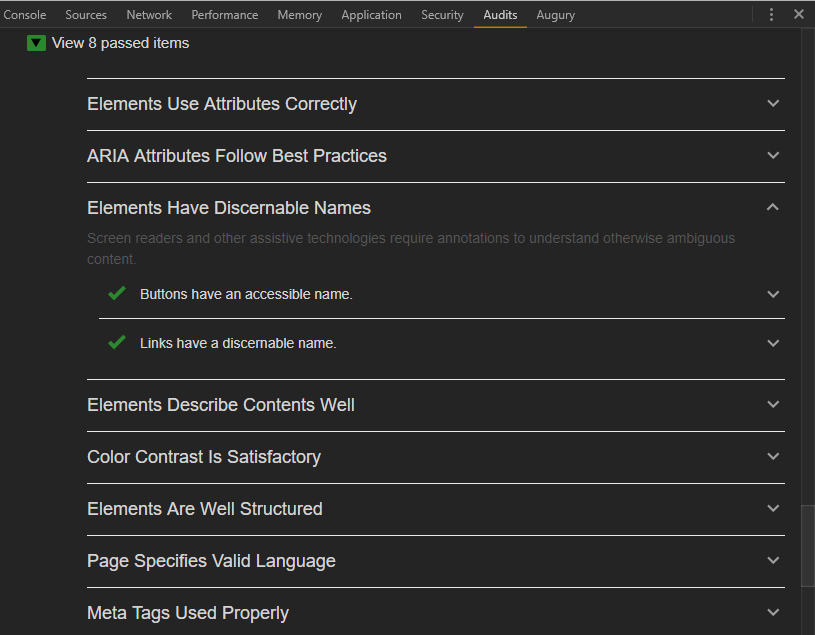 Console Sources Network Performance Memory Application Security Audits Augury
View 8 passed items
Elements Use Attributes Correctly
ARIA Attributes Follow Best Practices
Elements Have Discernable Names
Screen readers and other assistive technologies require annotations to understand otherwise ambiguous
content.
Buttons have an accessible name.
Links have a discernable name.
Elements Describe Contents Well
Color Contrast Is Satisfactory
Elements Are Well Structured
Page Specifies Valid Language
Meta Tags Used Properly